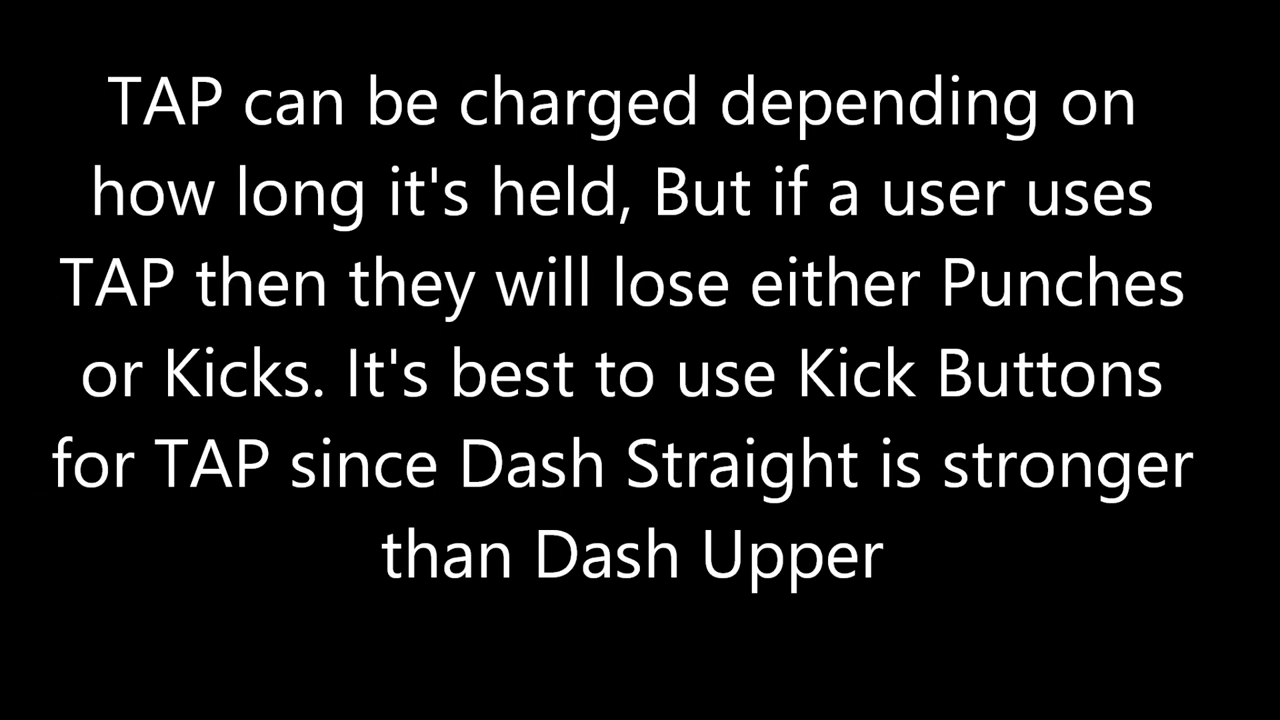 TAP can be charged depending on
how long it's held, But if a user uses
TAP then they will lose either Punches
or Kicks. It's best to use Kick Buttons
for TAP since Dash Straight is stronger
than Dash Upper